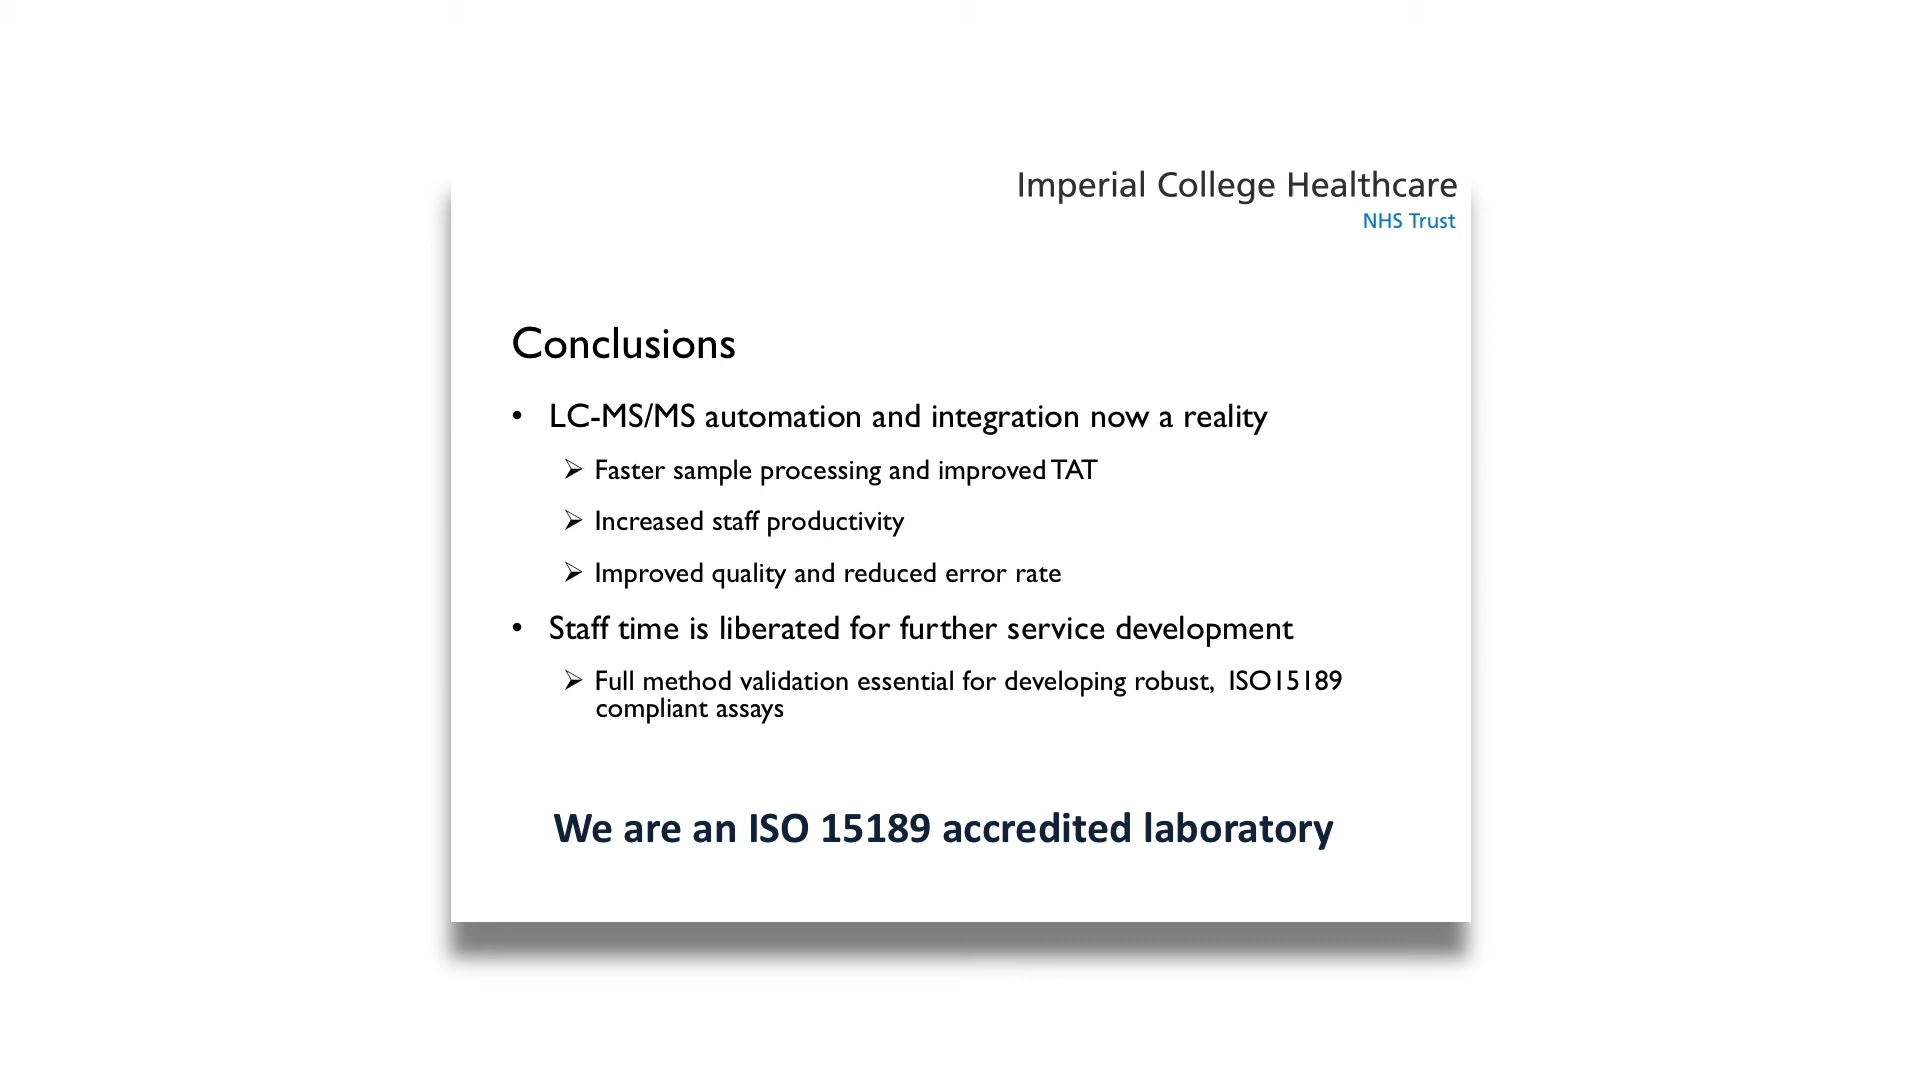 Imperial College Healthcare
NHS Trust
Conclusions
• LC-MS/MS automation and integration now a reality
➢ Faster sample processing and improved TAT
➢ Increased staff productivity
➢ Improved quality and reduced error rate
• Staff time is liberated for further service development
➢ Full method validation essential for developing robust, ISO15189
compliant assays
We are an ISO 15189 accredited laboratory